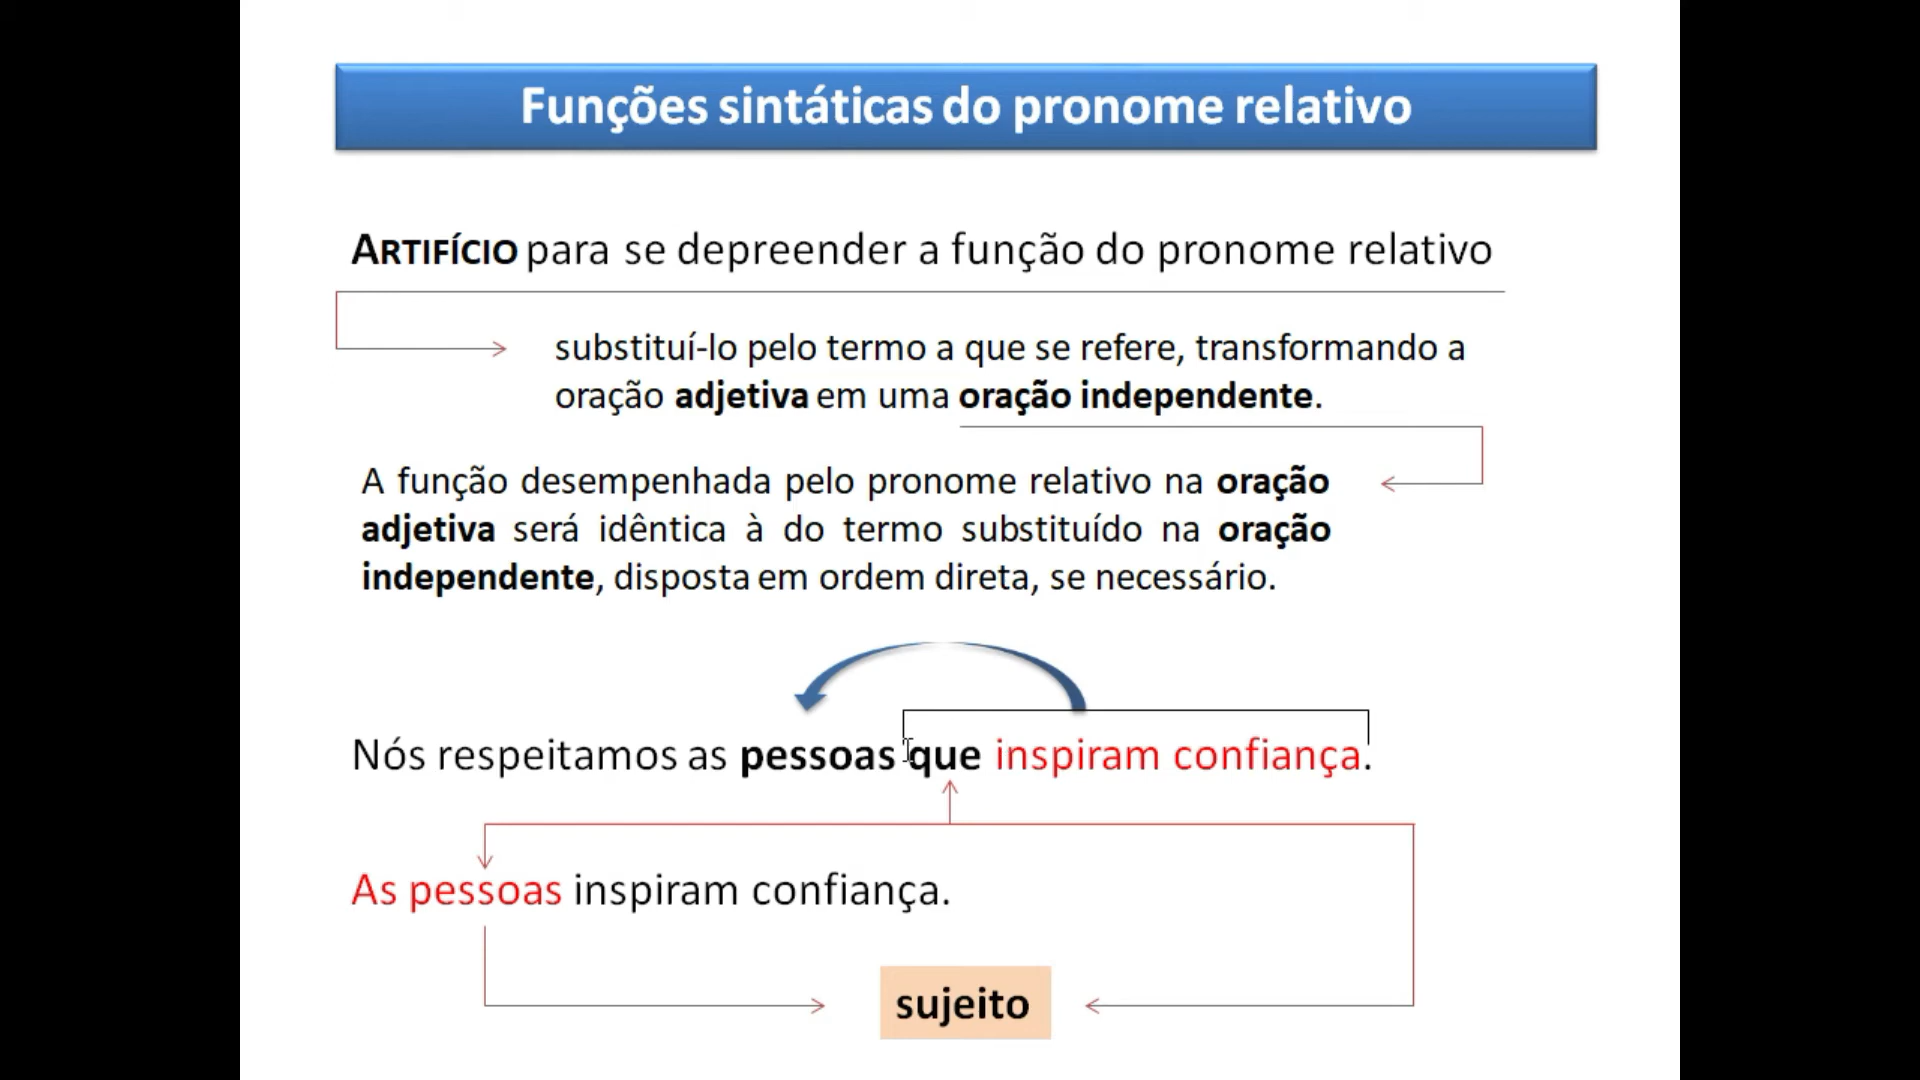 Funções sintáticas do pronome relativo
ARTIFÍCIO para se depreender a função do pronome relativo
substituí-lo pelo termo a que se refere, transformando a
oração adjetiva em uma oração independente.
A função desempenhada pelo pronome relativo na oração
adjetiva será idêntica à do termo substituído na oração
independente, disposta em ordem direta, se necessário.
Nós respeitamos as pessoas que inspiram confiança.
As pessoas inspiram confiança.
sujeito